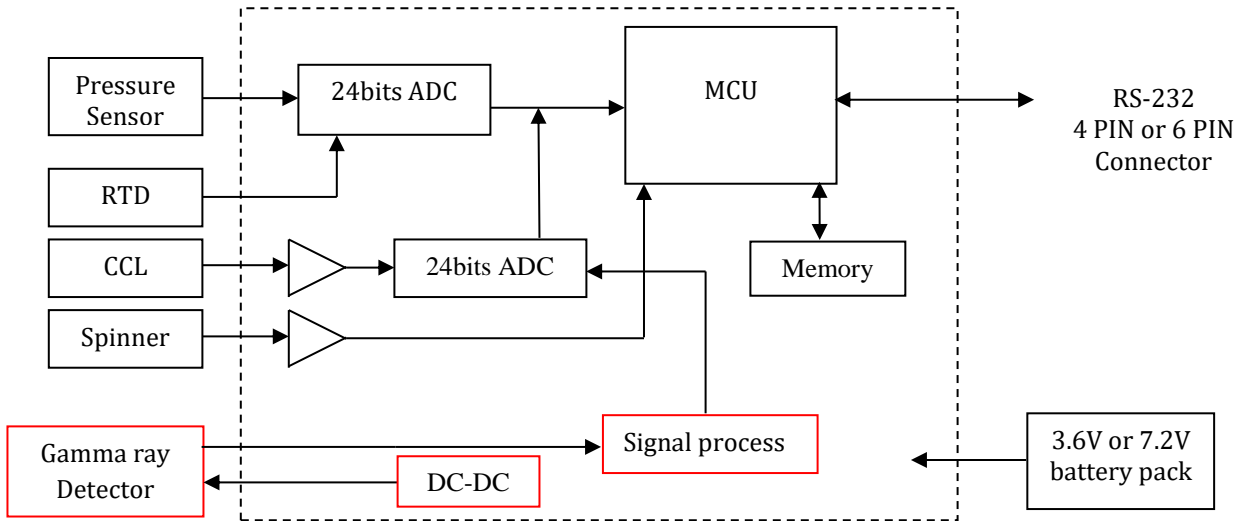 Pressure
Sensor
24bits ADC
MCU
RS-232
4 PIN or 6 PIN
Connector
RTD
CCL
24bits ADC
Memory
Spinner
Gamma ray
Detector
Signal process
DC-DC
3.6V or 7.2V
battery pack